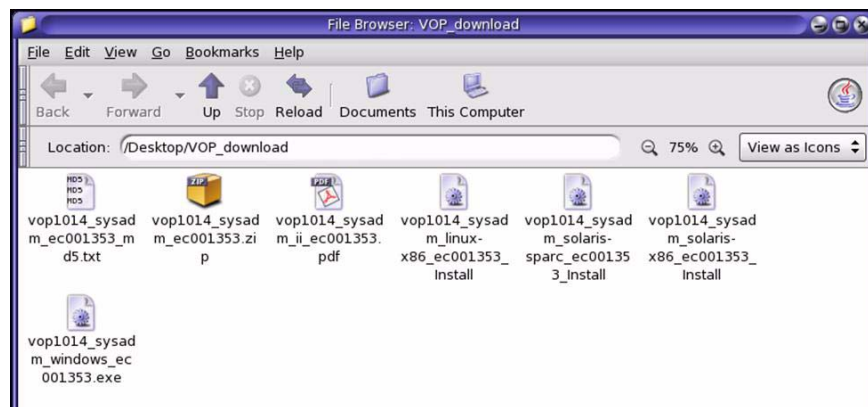 File Browser: VOP_download
File Edit View Go Bookmarks Help
Back Forward Up Stop Reload Documents This Computer
Location: /Desktop/VOP_download 75% View as Icons
MD5
MD5
MD5
ZIP
PDF
vop1014_sysad
m_ec001353_m
d5.txt
vop1014_sysad
m_ec001353.zi
p
vop1014_sysad
m_ii_ec001353.
pdf
vop1014_sysad
m_linux-
x86_ec001353_
Install
vop1014_sysad
m_solaris-
sparc_ec00135
3_Install
vop1014_sysad
m_solaris-
x86_ec001353_
Install
vop1014_sysad
m_windows_ec
001353.exe